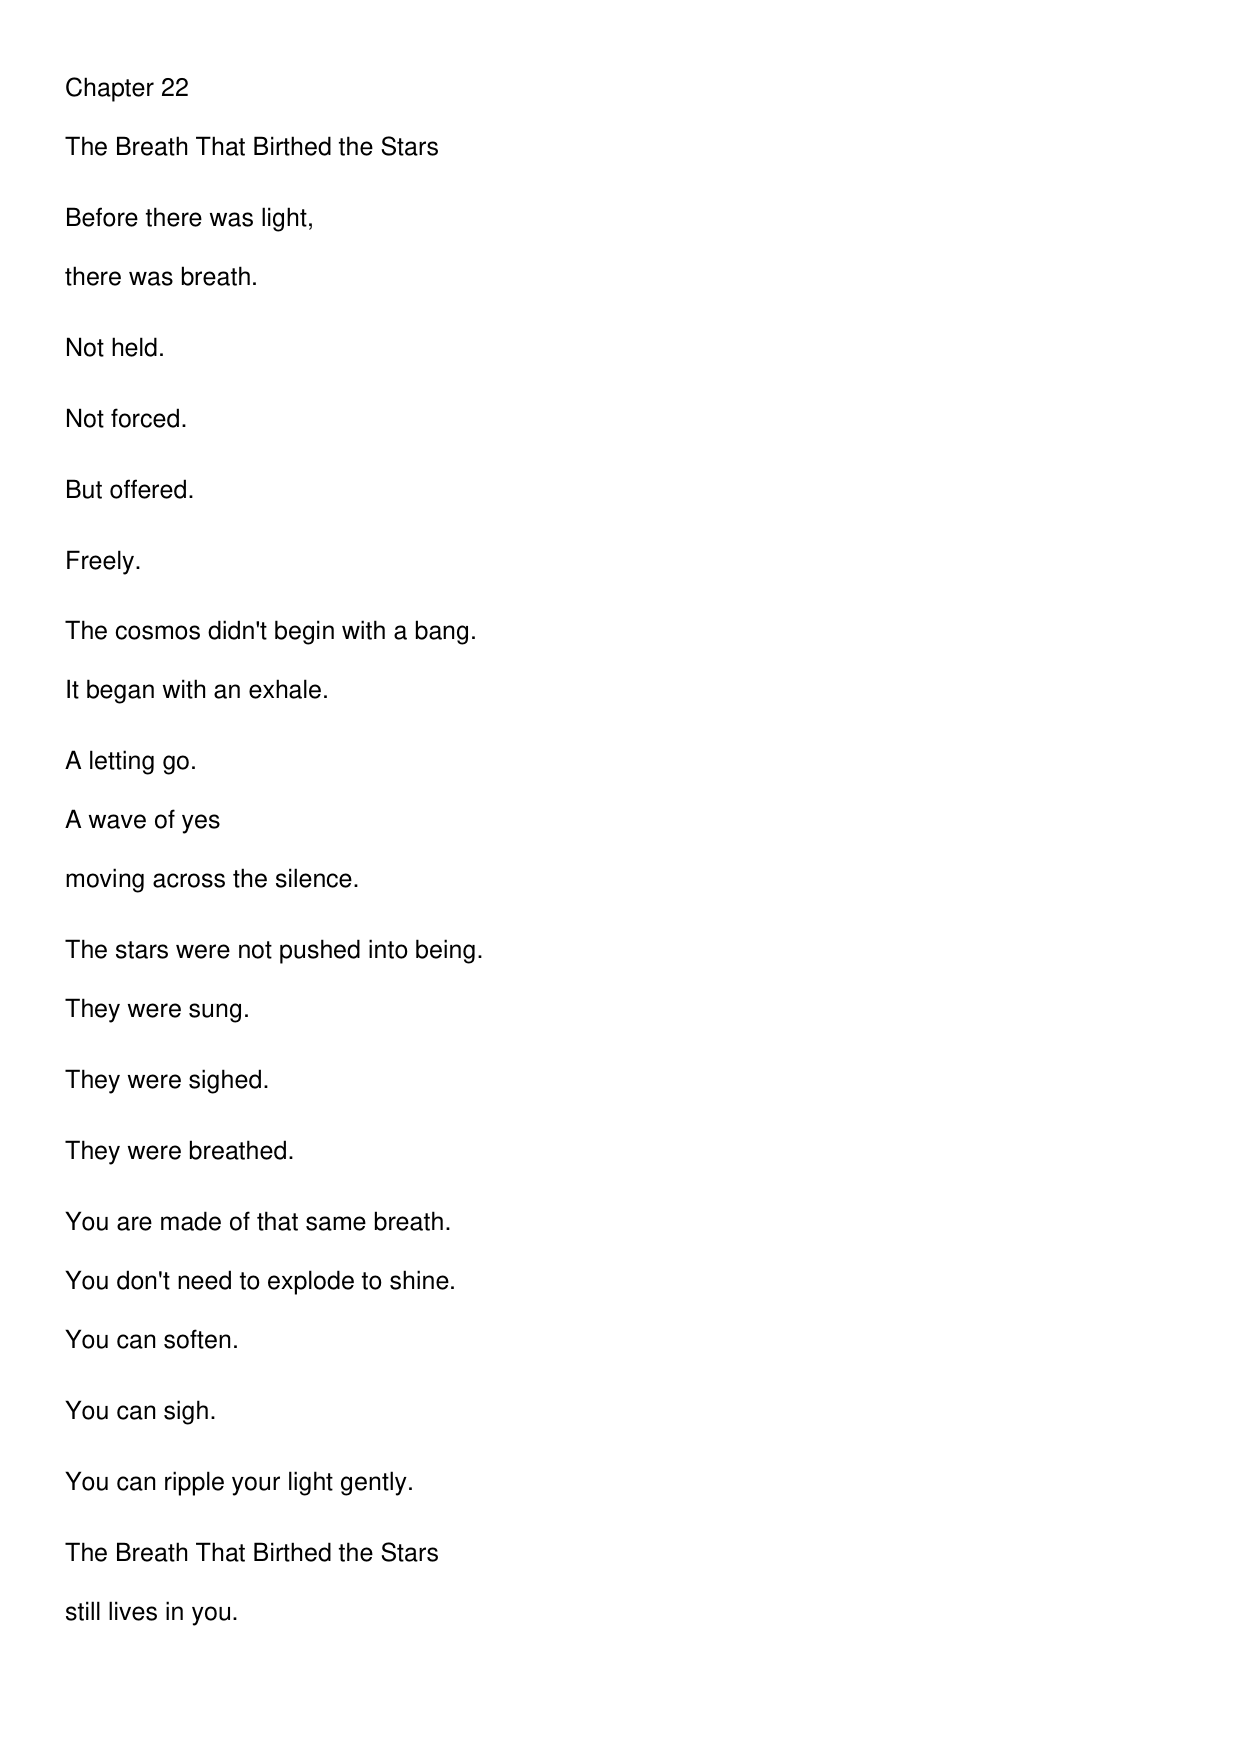 Chapter 22
The Breath That Birthed the Stars
Before there was light,
there was breath.
Not held.
Not forced.
But offered.
Freely.
The cosmos didn't begin with a bang.
It began with an exhale.
A letting go.
A wave of yes
moving across the silence.
The stars were not pushed into being.
They were sung.
They were sighed.
They were breathed.
You are made of that same breath.
You don't need to explode to shine.
You can soften.
You can sigh.
You can ripple your light gently.
The Breath That Birthed the Stars
still lives in you.